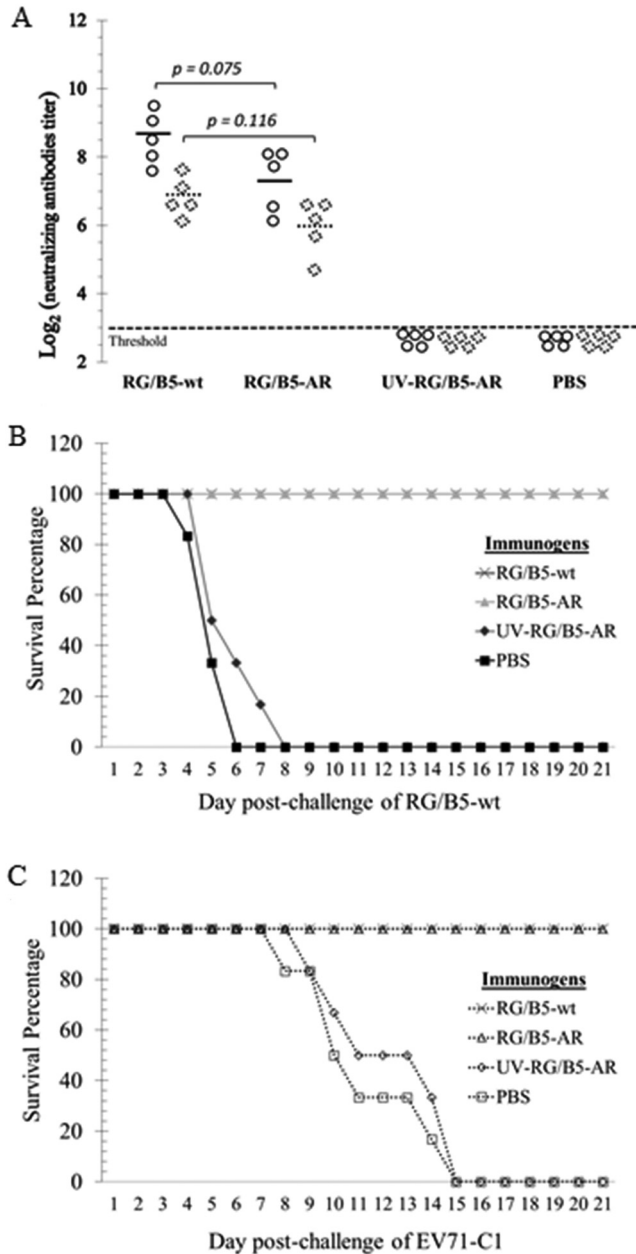 A
Log2 (neutralizing antibodies titer)
12
10
8
6
4
2
p = 0.075
p = 0.116
Threshold
RG/B5-wt RG/B5-AR UV-RG/B5-AR PBS
B
Survival Percentage
120
100
80
60
40
20
0
Immunogens
RG/B5-wt
RG/B5-AR
UV-RG/B5-AR
PBS
1 2 3 4 5 6 7 8 9 10 11 12 13 14 15 16 17 18 19 20 21
Day post-challenge of RG/B5-wt
C
Survival Percentage
120
100
80
60
40
20
0
Immunogens
RG/B5-wt
RG/B5-AR
UV-RG/B5-AR
PBS
1 2 3 4 5 6 7 8 9 10 11 12 13 14 15 16 17 18 19 20 21
Day post-challenge of EV71-C1